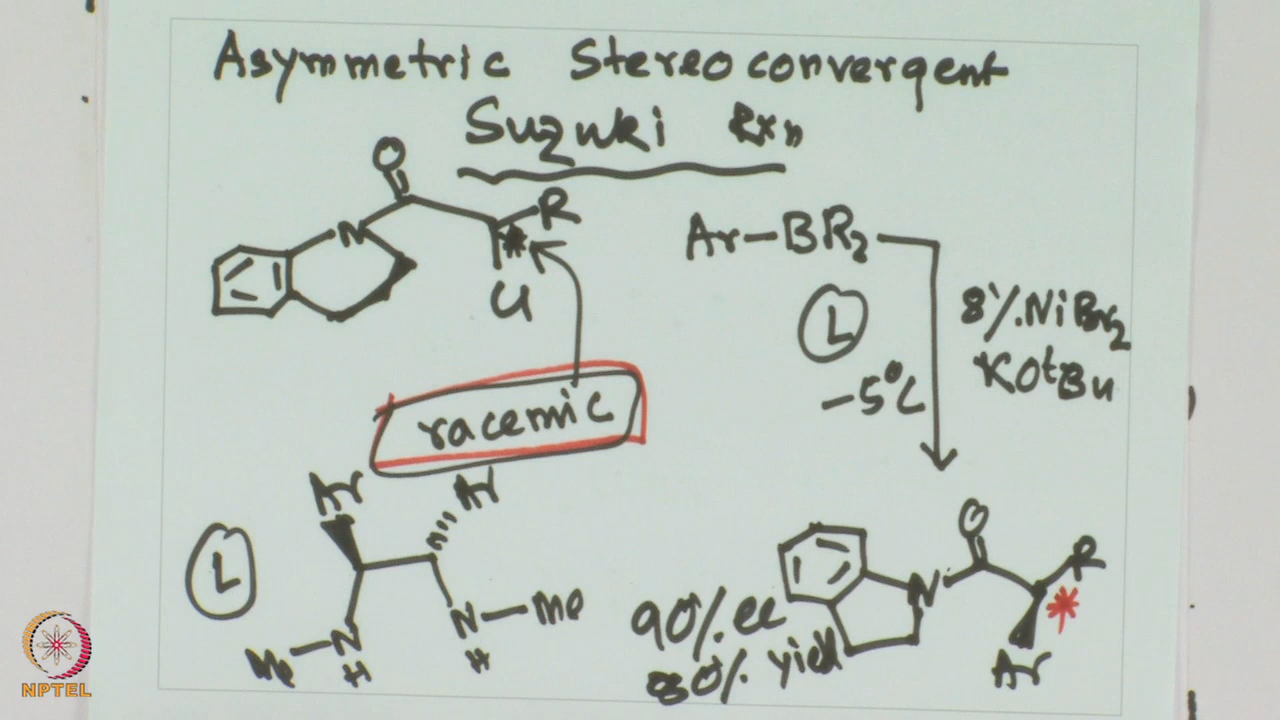 Asymmetric Stereoconvergent
Suzuki Rxn
O
N
R
*
Cl
Ar-BR2
L
-5°C
8%.NiBr2
KOtBu
racemic
L
Ar
Ar
Me-N
H
N-Me
H
90%.ee
80% yield
O
N
R
*
Ar
NPTEL